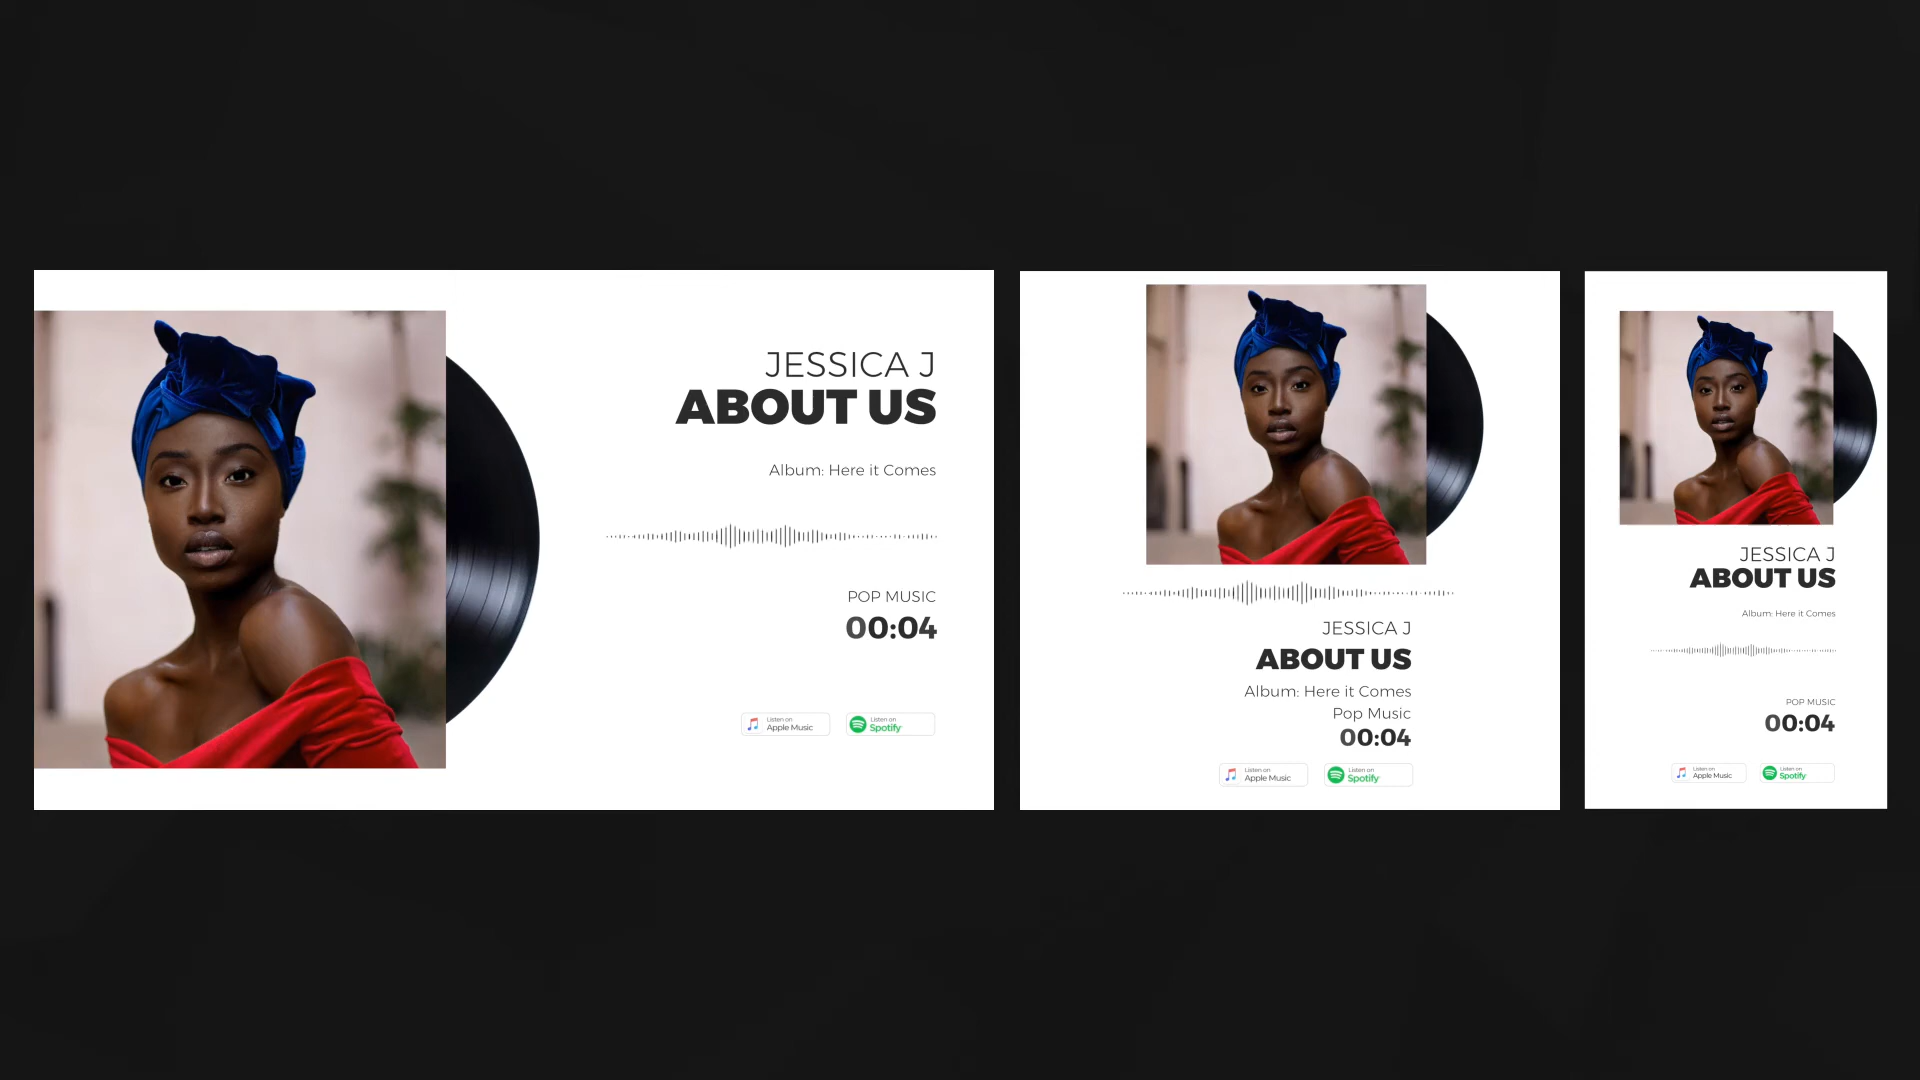 JESSICA J
ABOUT US
Album: Here it Comes
POP MUSIC
00:04
Listen on
Apple Music
Listen on
Spotify
JESSICA J
ABOUT US
Album: Here it Comes
Pop Music
00:04
Listen on
Apple Music
Listen on
Spotify
JESSICA J
ABOUT US
Album: Here it Comes
POP MUSIC
00:04
Listen on
Apple Music
Listen on
Spotify